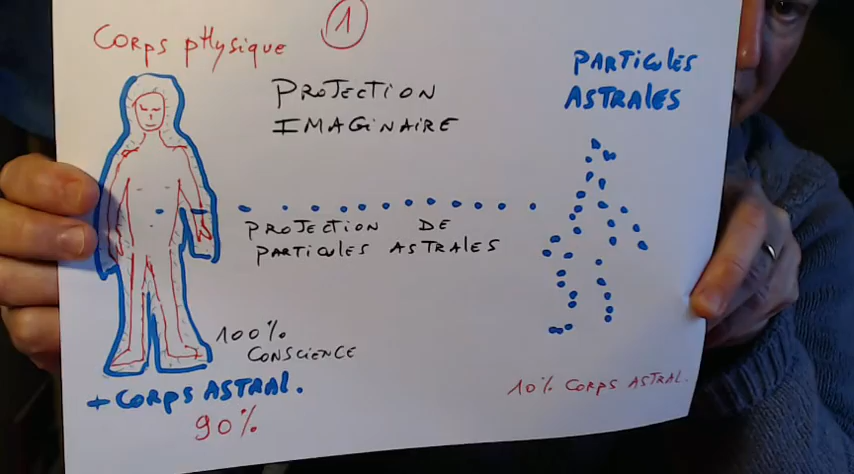 1
Corps pHysique
PROJECTION
IMAGINAIRE
PARTICULES
ASTRALES
PROJECTION DE
PARTICULES ASTRALES
100%
CONSCIENCE
+ CORPS ASTRAL.
90%
10% CORPS ASTRAL.